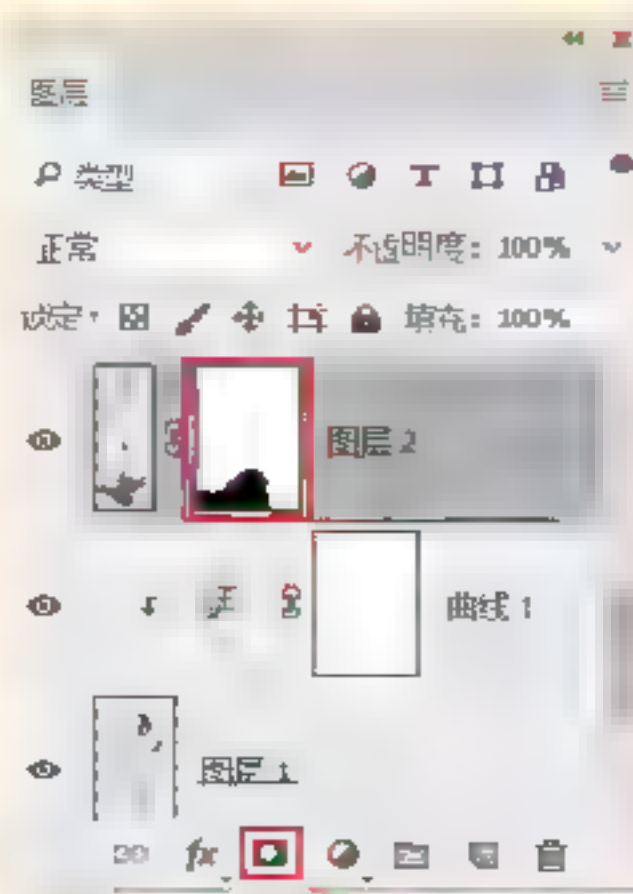 图层
类型
正常 不透明度: 100%
锁定: 填充: 100%
图层 2
曲线 1
图层 1
fx